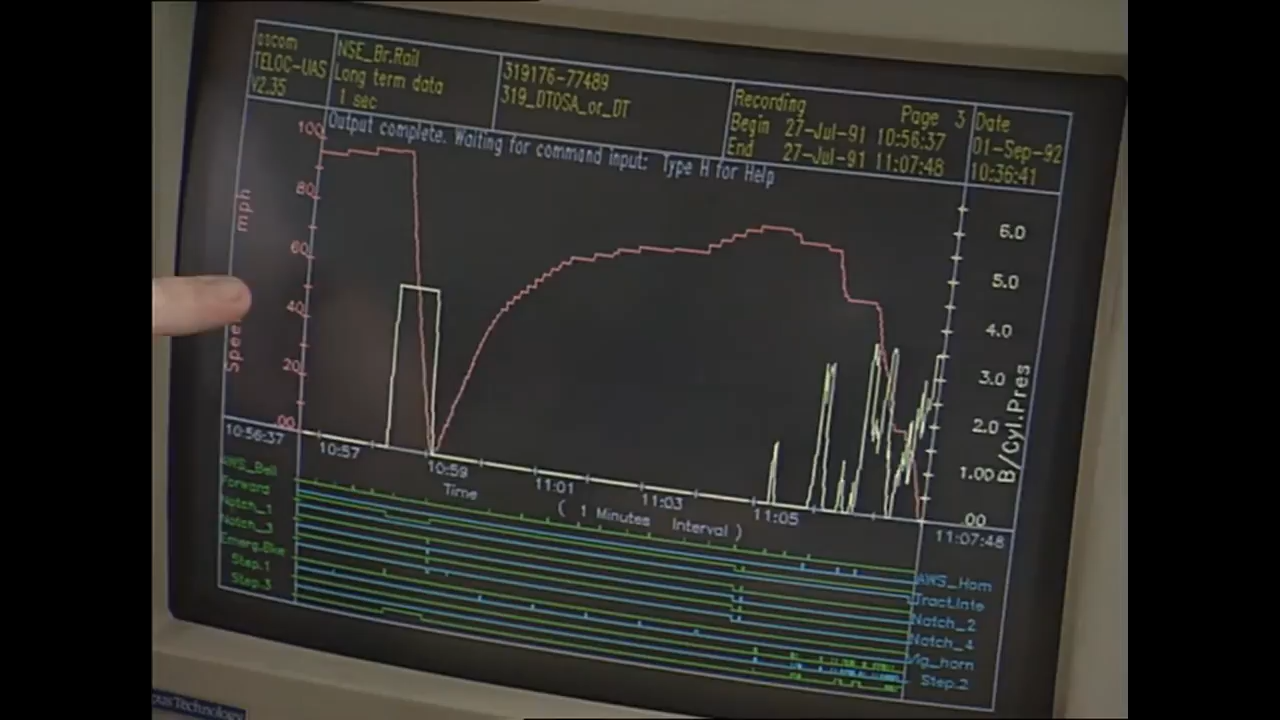 ascom
TELOC-UAS
V2.35
NSE_Br.Rail
Long term data
1 sec
319176-77489
319_DTOSA_or_DT
Recording Page 3
Begin 27-Jul-91 10:56:37
End 27-Jul-91 11:07:48
Date
01-Sep-92
10:36:41
Output complete. Waiting for command input: Type H for Help
100
80
60
40
20
00
mph
6.0
5.0
4.0
3.0
2.0
1.00
.00
B/Cyl.Pres
10:56:37
10:57
10:59
11:01
11:03
11:05
11:07:48
Time
( 1 Minutes Interval )
AWS_Bell
Forward
Notch_1
Notch_3
Emerg.Bke
Step.1
Step.3
AWS_Horn
Tract.Inte
Notch_2
Notch_4
Vig_horn
Step.2